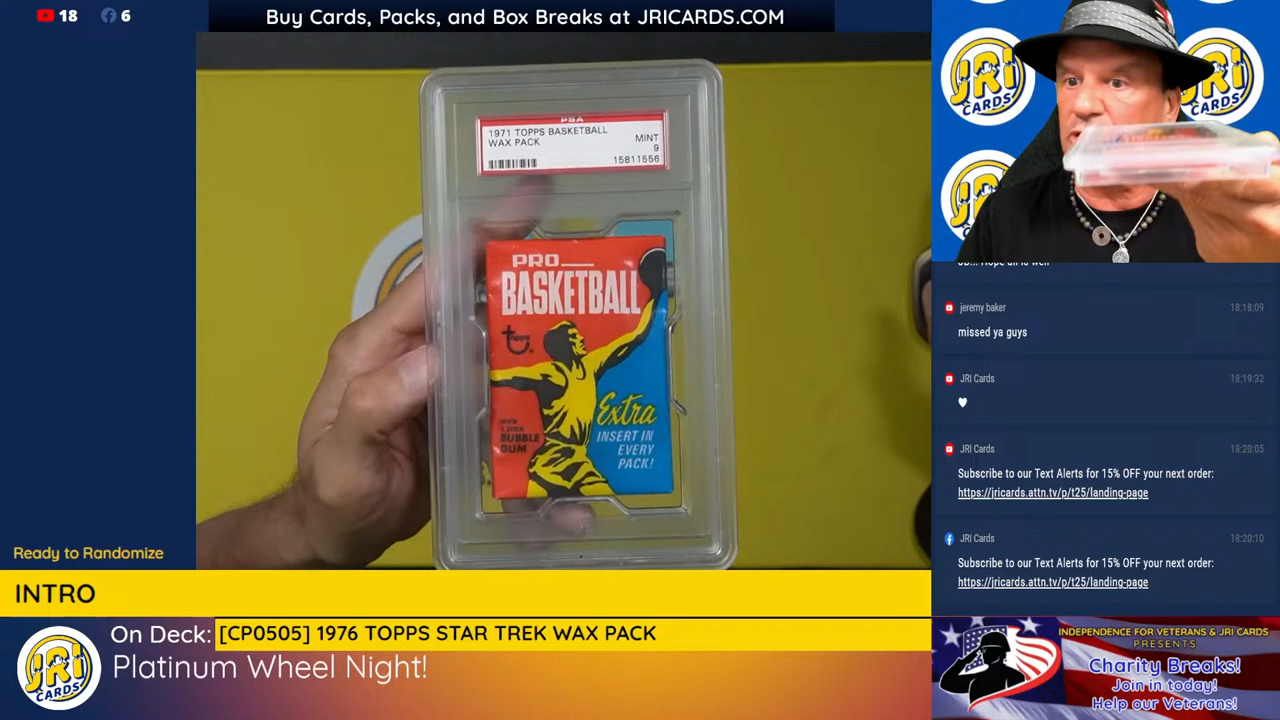 18 6
Buy Cards, Packs, and Box Breaks at JRICARDS.COM
PSA
1971 TOPPS BASKETBALL
WAX PACK
MINT
9
15811556
PRO
BASKETBALL
Topps
Extra
INSERT IN
EVERY
PACK!
WITH
1 STICK
BUBBLE
GUM
JRI
CARDS
JRI
CARDS
jeremy baker 18:18:09
missed ya guys
JRI Cards 18:19:32
JRI Cards 18:20:05
Subscribe to our Text Alerts for 15% OFF your next order:
https://jricards.attn.tv/p/t25/landing-page
JRI Cards 18:20:10
Subscribe to our Text Alerts for 15% OFF your next order:
https://jricards.attn.tv/p/t25/landing-page
Ready to Randomize
INTRO
On Deck: [CP0505] 1976 TOPPS STAR TREK WAX PACK
Platinum Wheel Night!
JRI
CARDS
INDEPENDENCE FOR VETERANS & JRI CARDS
PRESENTS
Charity Breaks!
Join in today!
Help our Veterans!